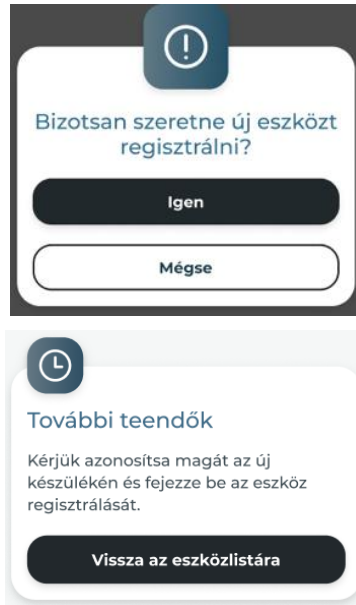 Bizotsan szeretne új eszközt
regisztrálni?
Igen
Mégse
További teendők
Kérjük azonosítsa magát az új
készülékén és fejezze be az eszköz
regisztrálását.
Vissza az eszközlistára